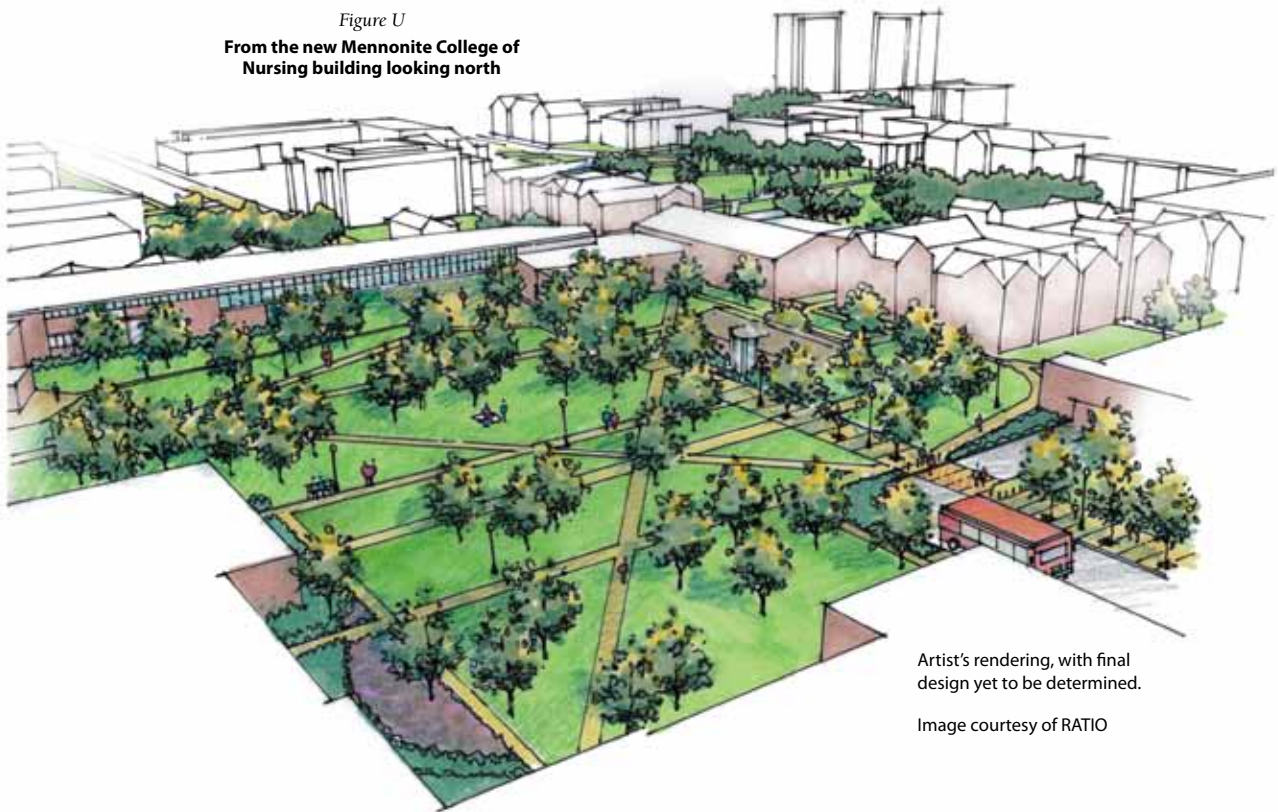 Figure U
From the new Mennonite College of
Nursing building looking north
Artist's rendering, with final
design yet to be determined.
Image courtesy of RATIO